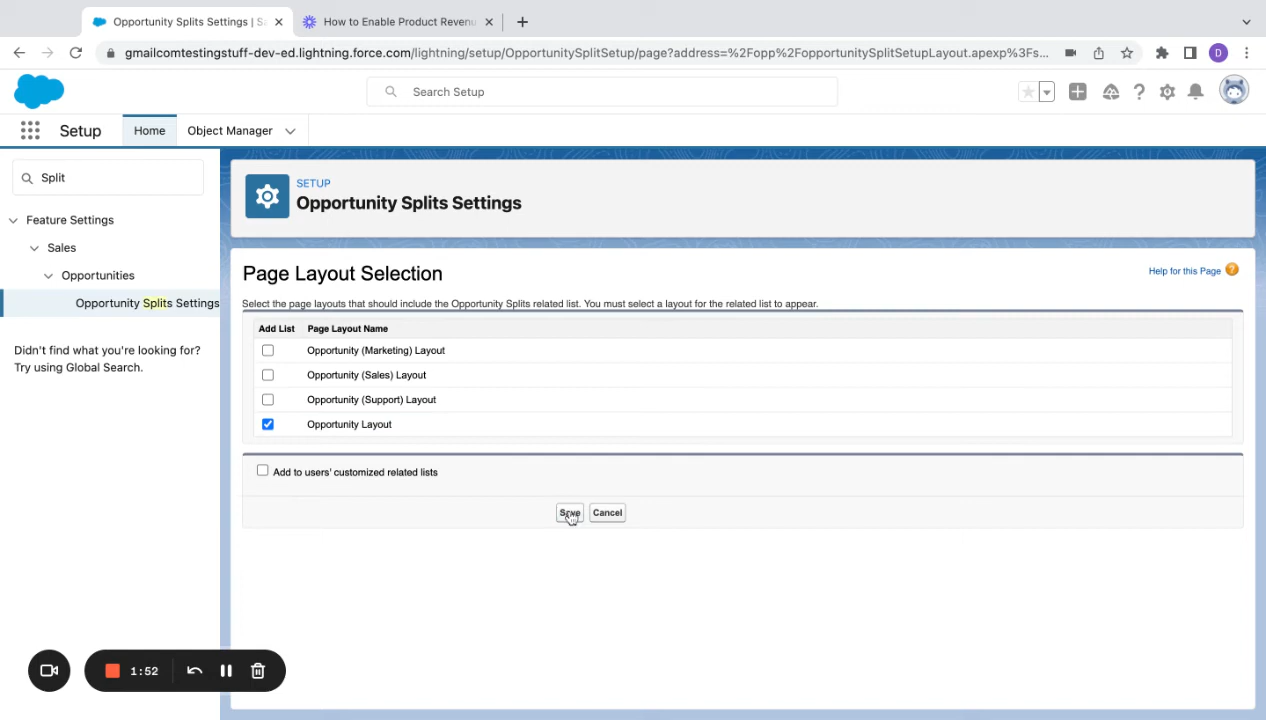 Opportunity Splits Settings | Sa
How to Enable Product Revenu
gmailcomtestingstuff-dev-ed.lightning.force.com/lightning/setup/OpportunitySplitSetup/page?address=%2Fopp%2FopportunitySplitSetupLayout.apexp%3Fs...
D
Search Setup
Setup
Home
Object Manager
Split
Feature Settings
Sales
Opportunities
Opportunity Splits Settings
Didn't find what you're looking for?
Try using Global Search.
SETUP
Opportunity Splits Settings
Page Layout Selection
Help for this Page
Select the page layouts that should include the Opportunity Splits related list. You must select a layout for the related list to appear.
Add List Page Layout Name
Opportunity (Marketing) Layout
Opportunity (Sales) Layout
Opportunity (Support) Layout
Opportunity Layout
Add to users' customized related lists
Save Cancel
1:52